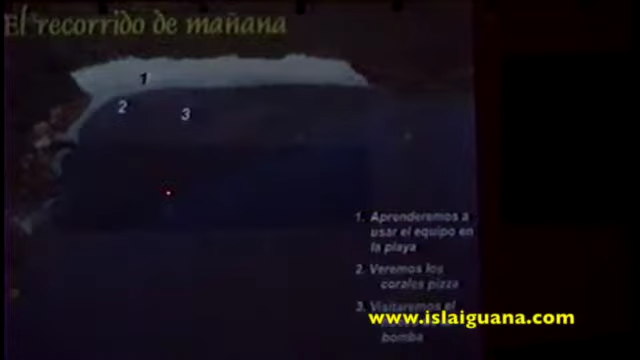 El recorrido de mañana
1
2
3
1. Aprenderemos a
usar el equipo en
la playa
2. Veremos los
corales pizza
3. Visitaremos el
www.islaiguana.com
bomba